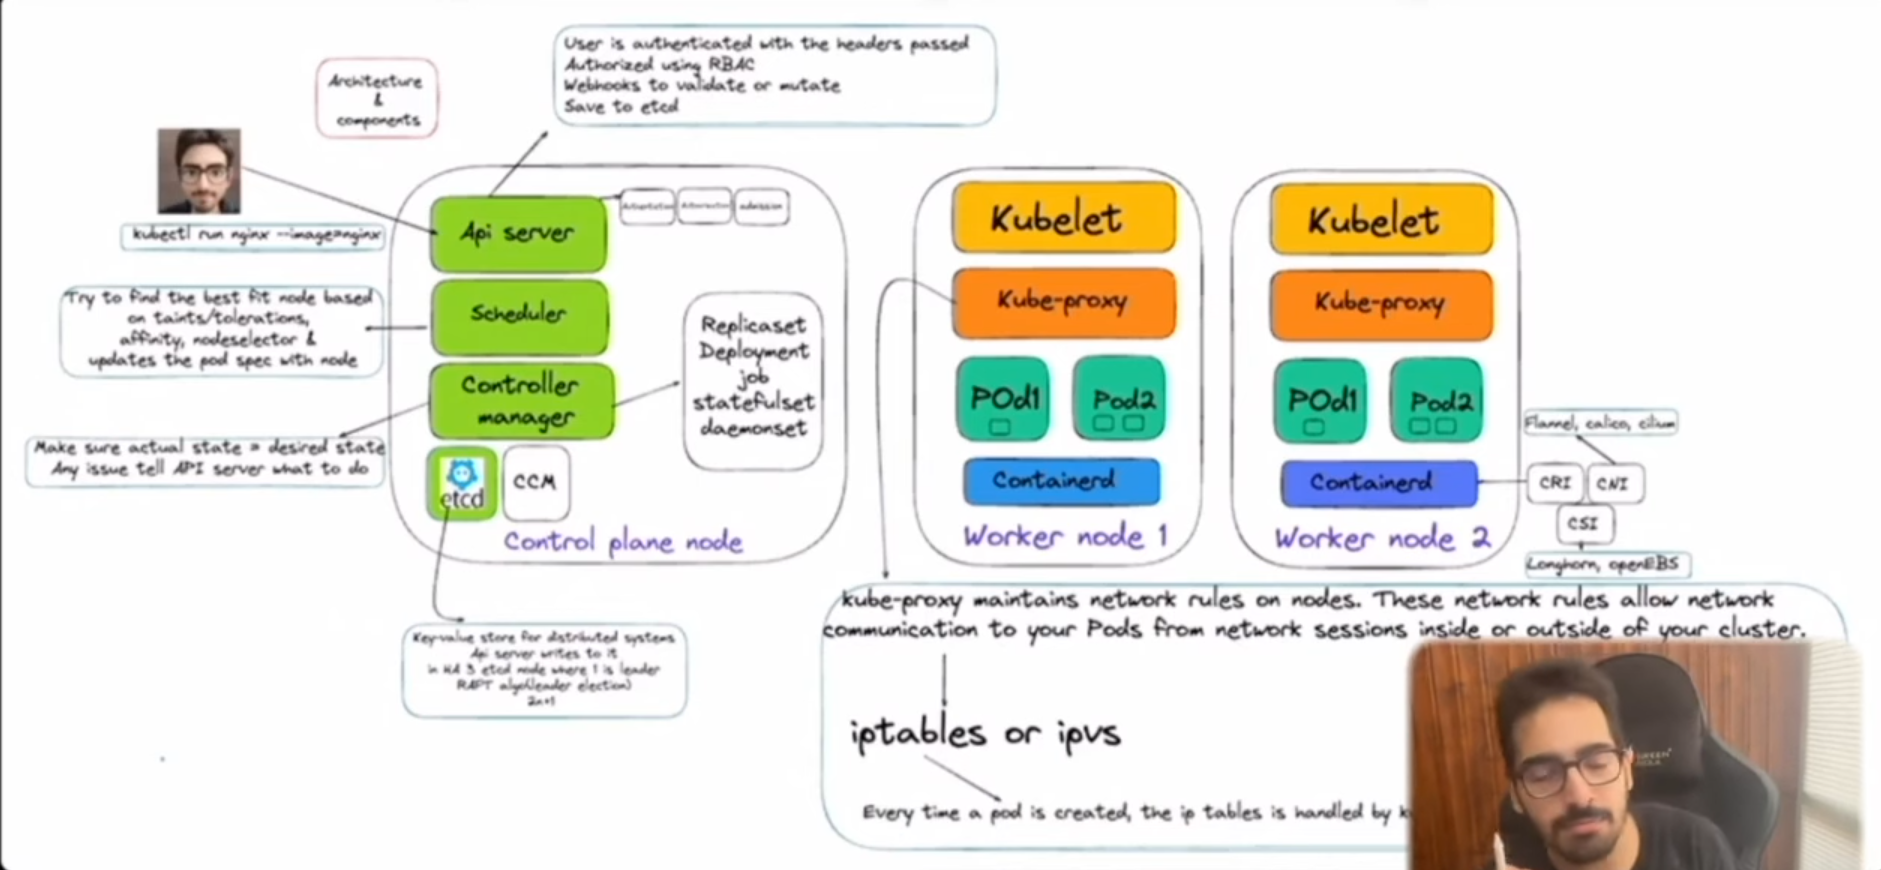 User is authenticated with the headers passed
Authorized using RBAC
Webhooks to validate or mutate
Save to etcd
Architecture
&
components
kubectl run nginx --image=nginx
Api server
admission
Try to find the best fit node based
on taints/tolerations,
affinity, nodeselector &
updates the pod spec with node
Scheduler
Controller
manager
Replicaset
Deployment
job
statefulset
daemonset
Make sure actual state = desired state
Any issue tell API server what to do
etcd
CCM
Control plane node
Key-value store for distributed systems
Api server writes to it
in HA 3 etcd node where 1 is leader
RAFT algo(leader election)
2n+1
Kubelet
Kube-proxy
POd1
Pod2
Containerd
Worker node 1
Kubelet
Kube-proxy
POd1
Pod2
Containerd
Worker node 2
Flannel, calico, cilium
CRI
CNI
CSI
Longhorn, openEBS
kube-proxy maintains network rules on nodes. These network rules allow network
communication to your Pods from network sessions inside or outside of your cluster.
iptables or ipvs
Every time a pod is created, the ip tables is handled by